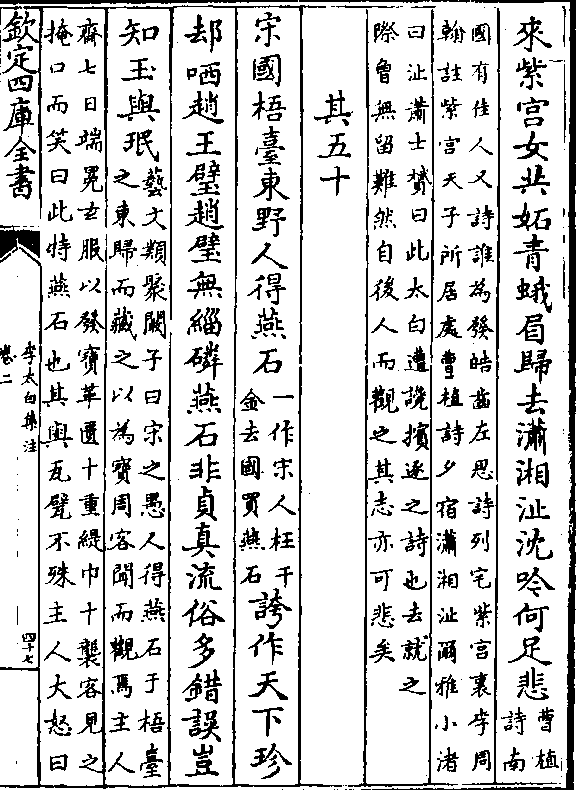 來紫宫女共妬青蛾眉歸去瀟湘沚沈吟何足悲曹植詩南
國有佳人又詩誰為發皓齒左思詩列宅紫宫裏李周
翰註紫宫天子所居處曹植詩夕宿瀟湘沚爾雅小渚
曰沚蕭士贇曰此太白遭讒擯逐之詩也去就之
際曾無留難然自後人而觀之其志亦可悲矣
其五十
宋國梧臺東野人得燕石一作宋人枉千金去國買燕石誇作天下珍
却哂趙王璧趙璧無緇磷燕石非貞真流俗多錯誤豈
知玉與珉藝文類聚闞子曰宋之愚人得燕石于梧臺
之東歸而藏之以為寳周客聞而觀焉主人
齋七日端冕𤣥服以發寳革匱十重緹巾十襲客見之
掩口而笑曰此特燕石也其與瓦甓不殊主人大怒曰
欽定四庫全書
李太白集注
卷二
四十七